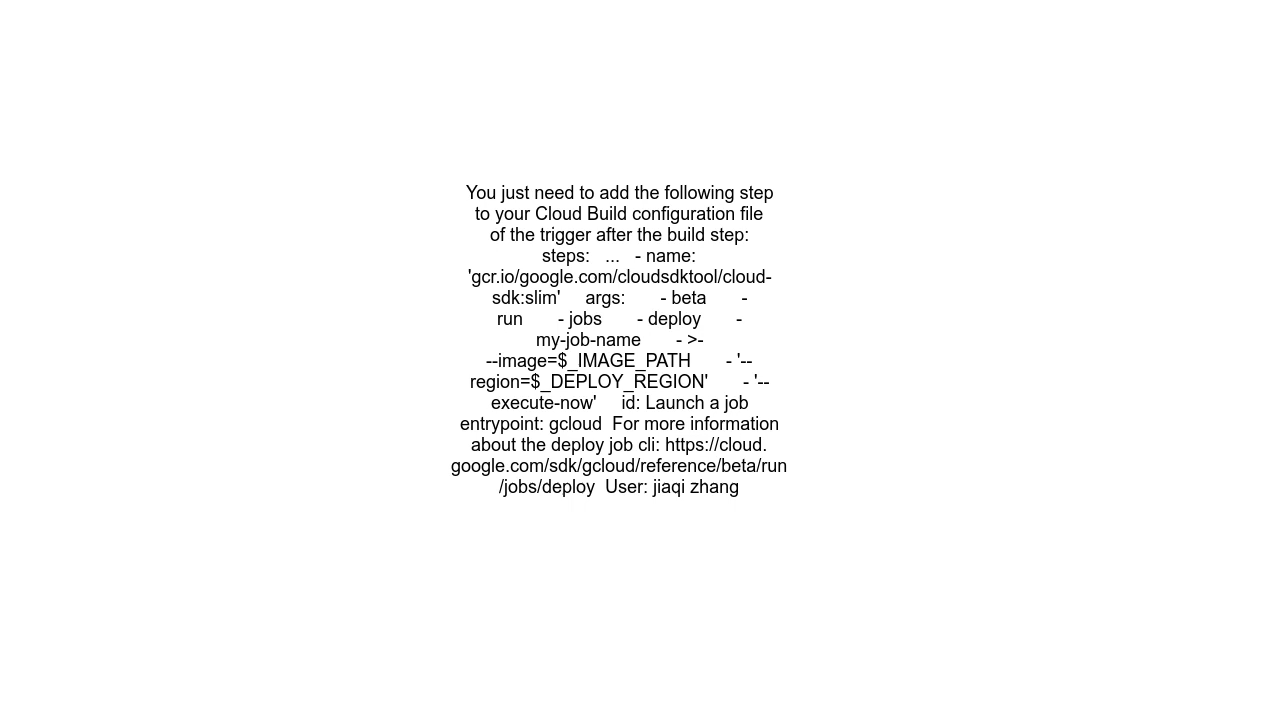 You just need to add the following step
to your Cloud Build configuration file
of the trigger after the build step:
steps:   ...   - name:
'gcr.io/google.com/cloudsdktool/cloud-
sdk:slim'     args:       - beta       -
run       - jobs       - deploy       -
my-job-name       - >-
--image=$_IMAGE_PATH       - '--
region=$_DEPLOY_REGION'       - '--
execute-now'     id: Launch a job
entrypoint: gcloud  For more information
about the deploy job cli: https://cloud.
google.com/sdk/gcloud/reference/beta/run
/jobs/deploy  User: jiaqi zhang